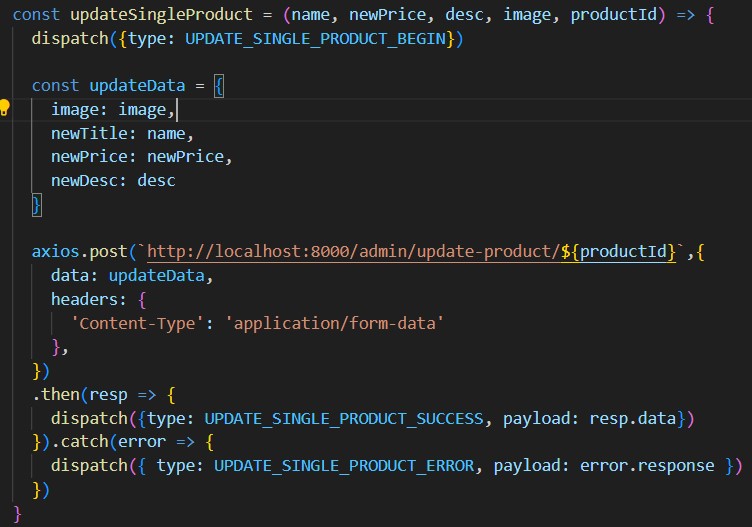 const updateSingleProduct = (name, newPrice, desc, image, productId) => {
dispatch({type: UPDATE_SINGLE_PRODUCT_BEGIN})
const updateData = {
image: image,
newTitle: name,
newPrice: newPrice,
newDesc: desc
}
axios.post(`http://localhost:8000/admin/update-product/${productId}`,{
data: updateData,
headers: {
'Content-Type': 'application/form-data'
},
})
.then(resp => {
dispatch({type: UPDATE_SINGLE_PRODUCT_SUCCESS, payload: resp.data})
}).catch(error => {
dispatch({ type: UPDATE_SINGLE_PRODUCT_ERROR, payload: error.response })
})
}